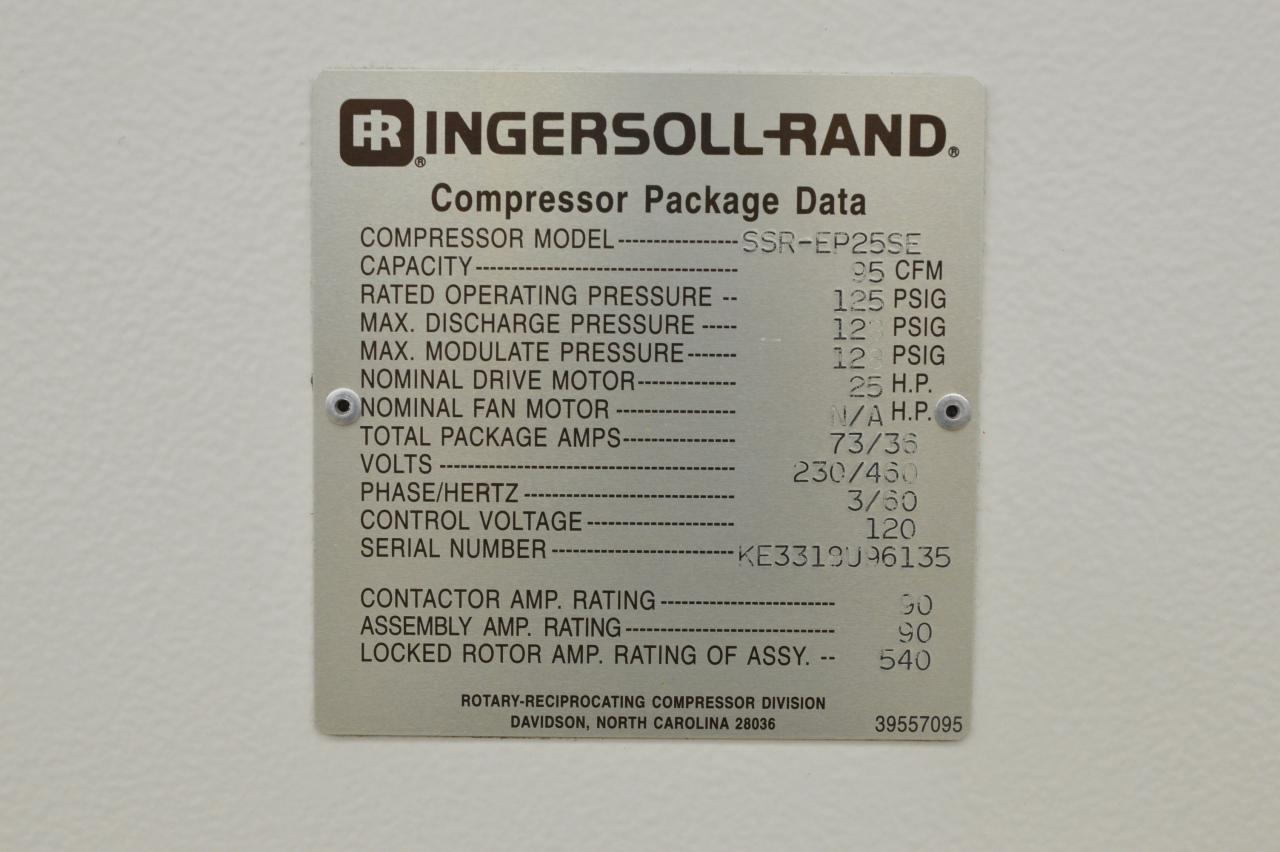 IR® INGERSOLL-RAND®
Compressor Package Data
COMPRESSOR MODEL-----------------SSR-EP25SE
CAPACITY------------------------------------- 95 CFM
RATED OPERATING PRESSURE -- 125 PSIG
MAX. DISCHARGE PRESSURE ----- PSIG
MAX. MODULATE PRESSURE------- PSIG
NOMINAL DRIVE MOTOR-------------- 25 H.P.
NOMINAL FAN MOTOR ----------------- N/A H.P.
TOTAL PACKAGE AMPS---------------- 73/36
VOLTS ------------------------------------------ 230/460
PHASE/HERTZ ------------------------------ 3/60
CONTROL VOLTAGE --------------------- 120
SERIAL NUMBER --------------------------
CONTACTOR AMP. RATING------------------------- 90
ASSEMBLY AMP. RATING------------------------------ 90
LOCKED ROTOR AMP. RATING OF ASSY. -- 540
ROTARY-RECIPROCATING COMPRESSOR DIVISION
DAVIDSON, NORTH CAROLINA 28036
39557095